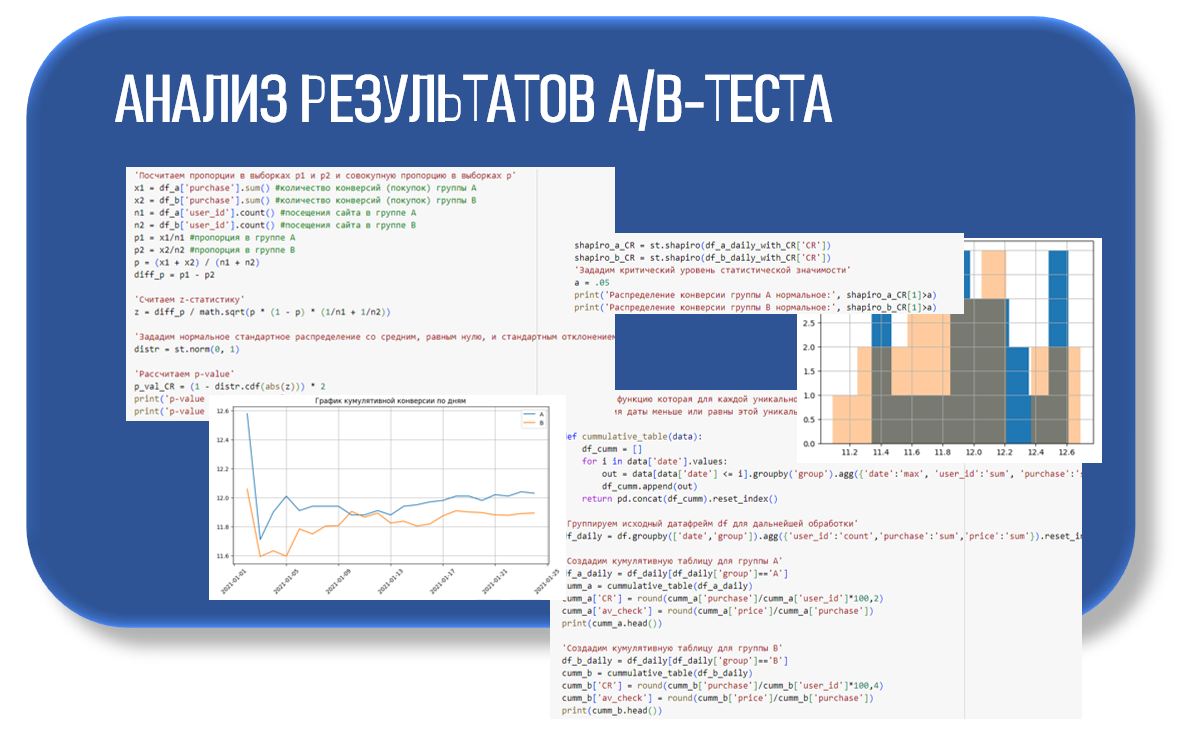 АНАЛИЗ РЕЗУЛЬТАТОВ А/В-ТЕСТА
'Посчитаем пропорции в выборках p1 и p2 и совокупную пропорцию в выборках p'
x1 = df_a['purchase'].sum() #количество конверсий (покупок) группы A
x2 = df_b['purchase'].sum() #количество конверсий (покупок) группы B
n1 = df_a['user_id'].count() #посещения сайта в группе A
n2 = df_b['user_id'].count() #посещения сайта в группе B
p1 = x1/n1 #пропорция в группе A
p2 = x2/n2 #пропорция в группе B
p = (x1 + x2) / (n1 + n2)
diff_p = p1 - p2
'Считаем z-статистику'
z = diff_p / math.sqrt(p * (1 - p) * (1/n1 + 1/n2))
'Зададим нормальное стандартное распределение со средним, равным нулю, и стандартным отклонением
distr = st.norm(0, 1)
'Рассчитаем p-value'
p_val_CR = (1 - distr.cdf(abs(z))) * 2
print('p-value
print('p-value
shapiro_a_CR = st.shapiro(df_a_daily_with_CR['CR'])
shapiro_b_CR = st.shapiro(df_b_daily_with_CR['CR'])
'Зададим критический уровень статистической значимости'
a = .05
print('Распределение конверсии группы A нормальное:', shapiro_a_CR[1]>a)
print('Распределение конверсии группы B нормальное:', shapiro_b_CR[1]>a)
2.5
2.0
1.5
1.0
0.5
0.0
11.2 11.4 11.6 11.8 12.0 12.2 12.4 12.6
График кумулятивной конверсии по дням
A
B
12.6
12.4
12.2
12.0
11.8
11.6
2021-01-01 2021-01-05 2021-01-09 2021-01-13 2021-01-17 2021-01-21 2021-01-25
функцию которая для каждой
даты меньше или равны этой
def cummulative_table(data):
df_cumm = []
for i in data['date'].values:
out = data[data['date'] <= i].groupby('group').agg({'date':'max', 'user_id':'sum', 'purchase':'s
df_cumm.append(out)
return pd.concat(df_cumm).reset_index()
'Группируем исходный датафрейм df для дальнейшей обработки'
df_daily = df.groupby(['date','group']).agg({'user_id':'count','purchase':'sum','price':'sum'}).reset_in
'Создадим кумулятивную таблицу для группы A'
df_a_daily = df_daily[df_daily['group']=='A']
cumm_a = cummulative_table(df_a_daily)
cumm_a['CR'] = round(cumm_a['purchase']/cumm_a['user_id']*100,2)
cumm_a['av_check'] = round(cumm_a['price']/cumm_a['purchase'])
print(cumm_a.head())
'Создадим кумулятивную таблицу для группы B'
df_b_daily = df_daily[df_daily['group']=='B']
cumm_b = cummulative_table(df_b_daily)
cumm_b['CR'] = round(cumm_b['purchase']/cumm_b['user_id']*100,4)
cumm_b['av_check'] = round(cumm_b['price']/cumm_b['purchase'])
print(cumm_b.head())